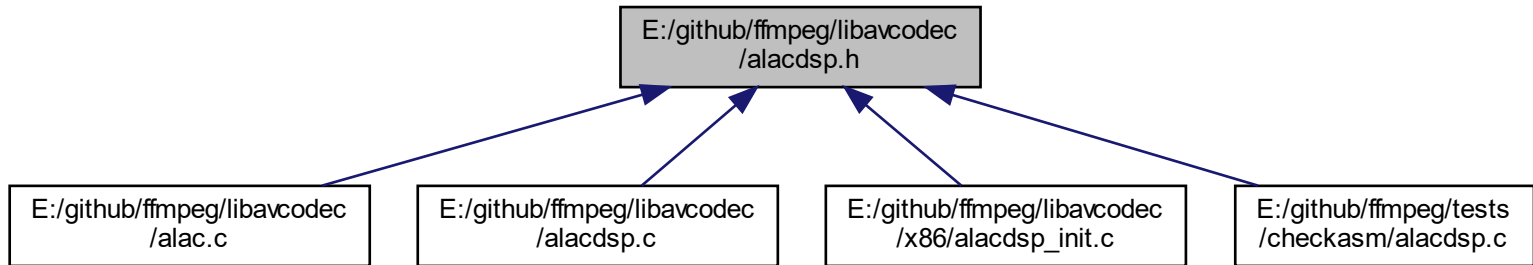 E:/github/ffmpeg/libavcodec
/alacdsp.h
E:/github/ffmpeg/libavcodec
/alac.c
E:/github/ffmpeg/libavcodec
/alacdsp.c
E:/github/ffmpeg/libavcodec
/x86/alacdsp_init.c
E:/github/ffmpeg/tests
/checkasm/alacdsp.c